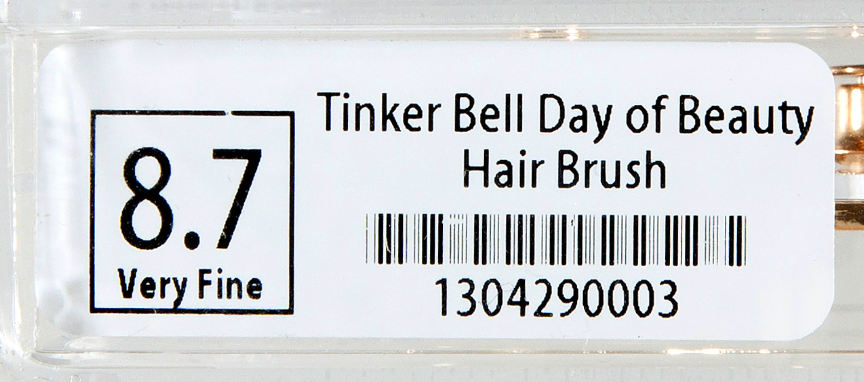 8.7
Very Fine
Tinker Bell Day of Beauty
Hair Brush
1304290003